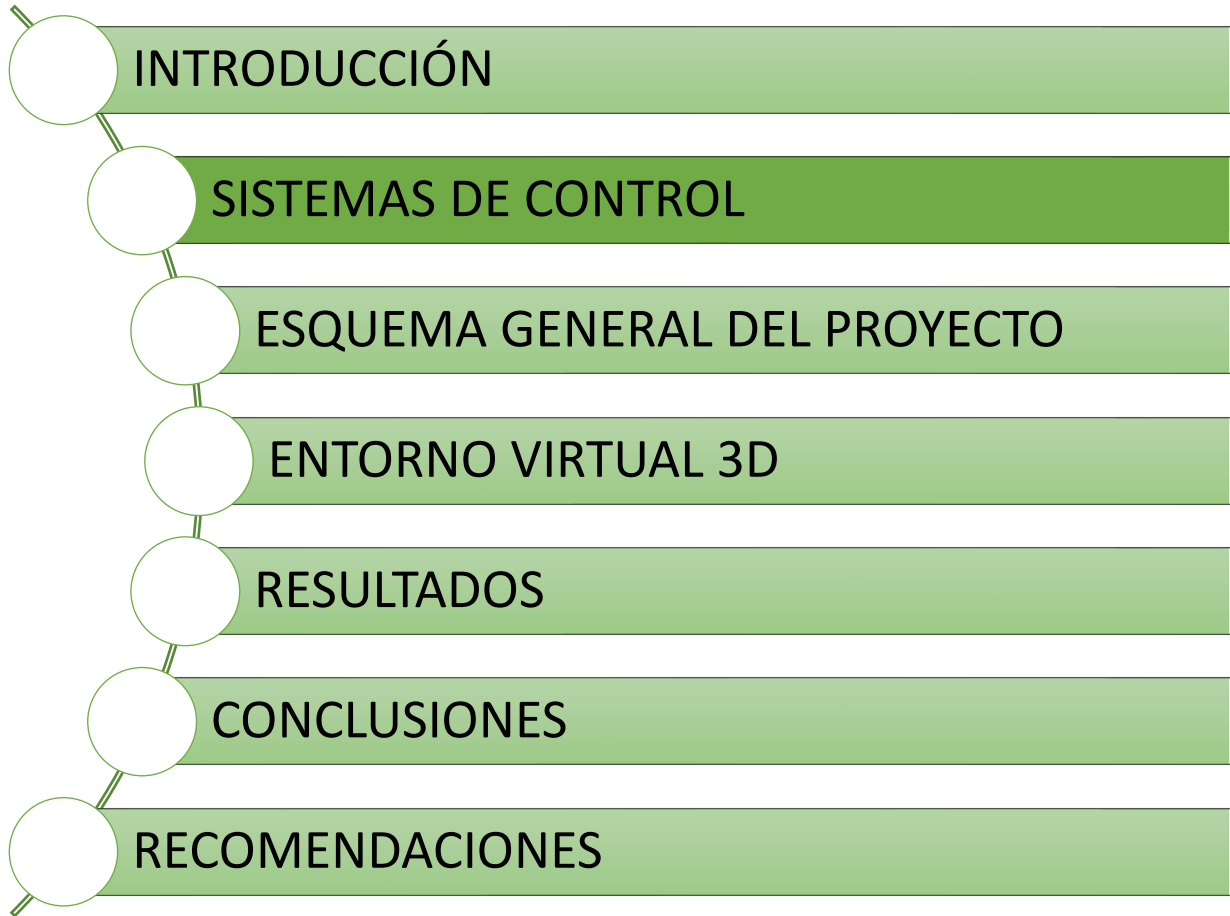 INTRODUCCIÓN
SISTEMAS DE CONTROL
ESQUEMA GENERAL DEL PROYECTO
ENTORNO VIRTUAL 3D
RESULTADOS
CONCLUSIONES
RECOMENDACIONES